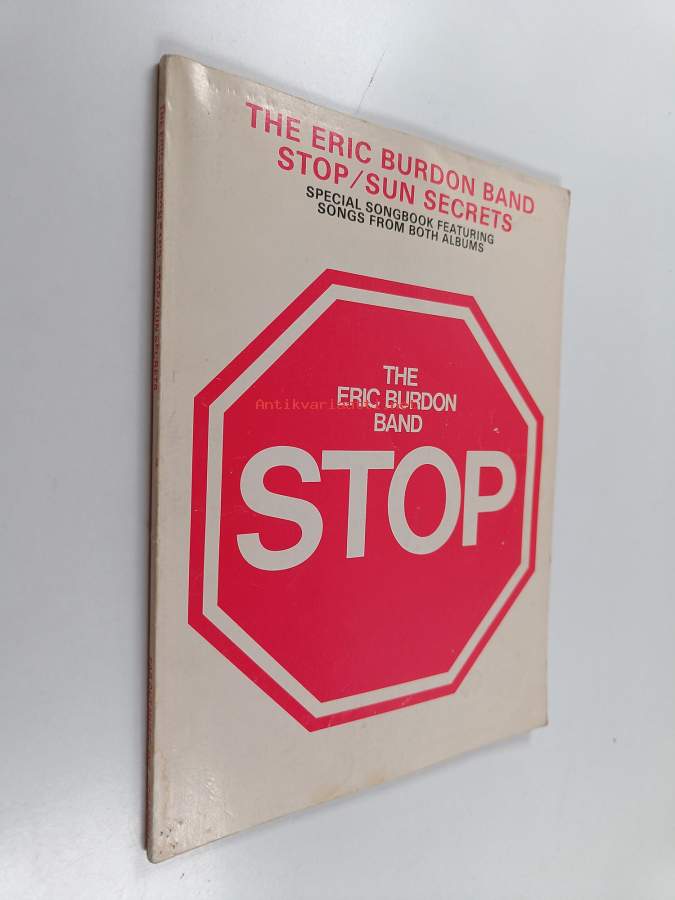 THE ERIC BURDON BAND
STOP/SUN SECRETS
SPECIAL SONGBOOK FEATURING
SONGS FROM BOTH ALBUMS
THE
ERIC BURDON
BAND
STOP